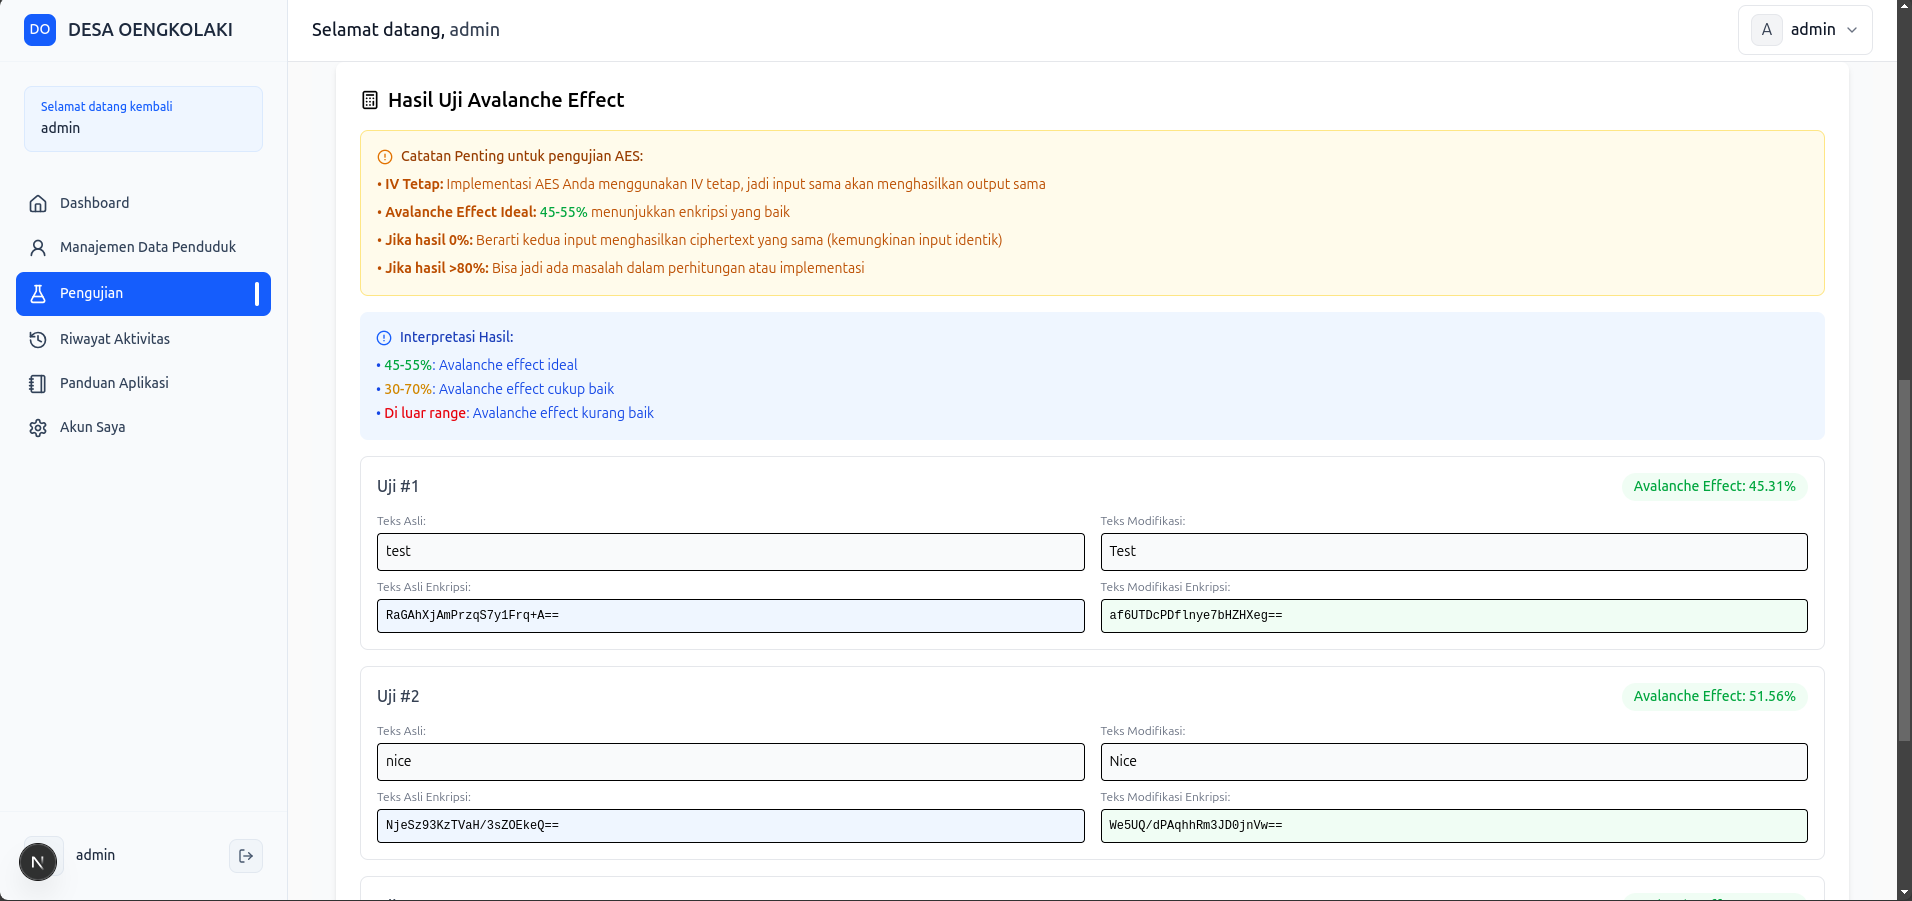 DO DESA OENGKOLAKI
Selamat datang, admin
A admin
Selamat datang kembali
admin
Dashboard
Manajemen Data Penduduk
Pengujian
Riwayat Aktivitas
Panduan Aplikasi
Akun Saya
N admin
Hasil Uji Avalanche Effect
Catatan Penting untuk pengujian AES:
• IV Tetap: Implementasi AES Anda menggunakan IV tetap, jadi input sama akan menghasilkan output sama
• Avalanche Effect Ideal: 45-55% menunjukkan enkripsi yang baik
• Jika hasil 0%: Berarti kedua input menghasilkan ciphertext yang sama (kemungkinan input identik)
• Jika hasil >80%: Bisa jadi ada masalah dalam perhitungan atau implementasi
Interpretasi Hasil:
• 45-55%: Avalanche effect ideal
• 30-70%: Avalanche effect cukup baik
• Di luar range: Avalanche effect kurang baik
Uji #1
Avalanche Effect: 45.31%
Teks Asli:
test
Teks Modifikasi:
Test
Teks Asli Enkripsi:
RaGAhXjAmPrzqS7y1Frq+A==
Teks Modifikasi Enkripsi:
af6UTDcPDflnye7bHZHXeg==
Uji #2
Avalanche Effect: 51.56%
Teks Asli:
nice
Teks Modifikasi:
Nice
Teks Asli Enkripsi:
NjeSz93KzTVaH/3sZOEkeQ==
Teks Modifikasi Enkripsi:
We5UQ/dPAqhhRm3JD0jnVw==